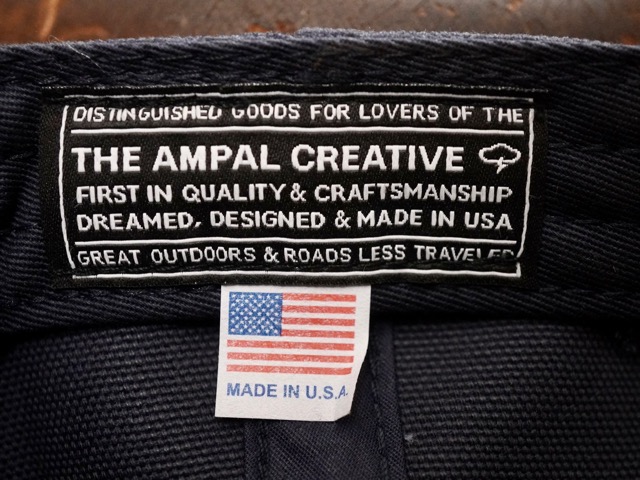 DISTINGUISHED GOODS FOR LOVERS OF THE
THE AMPAL CREATIVE
FIRST IN QUALITY & CRAFTSMANSHIP
DREAMED, DESIGNED & MADE IN USA
GREAT OUTDOORS & ROADS LESS TRAVELED
MADE IN U.S.A.